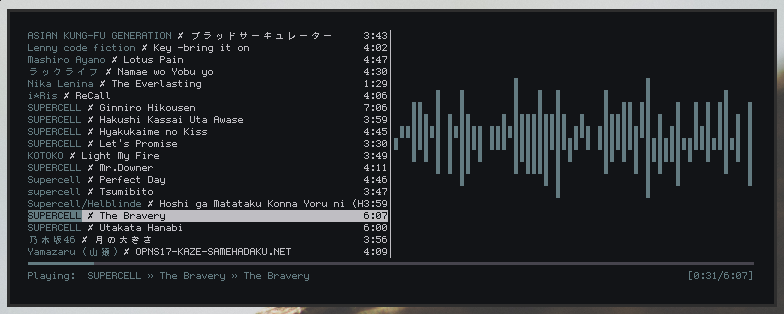 ASIAN KUNG-FU GENERATION ✗ ブラッドサーキュレーター 3:43
Lenny code fiction ✗ Key -bring it on 4:02
Mashiro Ayano ✗ Lotus Pain 4:47
ラックライフ ✗ Namae wo Yobu yo 4:30
Nika Lenina ✗ The Everlasting 1:29
i*Ris ✗ ReCall 4:06
SUPERCELL ✗ Ginniro Hikousen 7:06
SUPERCELL ✗ Hakushi Kassai Uta Awase 3:59
SUPERCELL ✗ Hyakukaime no Kiss 4:45
SUPERCELL ✗ Let's Promise 3:30
KOTOKO ✗ Light My Fire 3:49
SUPERCELL ✗ Mr.Downer 4:11
Supercell ✗ Perfect Day 4:46
supercell ✗ Tsumibito 3:47
Supercell/Helblinde ✗ Hoshi ga Matataku Konna Yoru ni (H3:59
SUPERCELL ✗ The Bravery 6:07
SUPERCELL ✗ Utakata Hanabi 6:00
乃木坂46 ✗ 月の大きさ 3:56
Yamazaru (山猿) ✗ OPNS17-KAZE-SAMEHADAKU.NET 4:09
Playing: SUPERCELL » The Bravery » The Bravery [0:31/6:07]